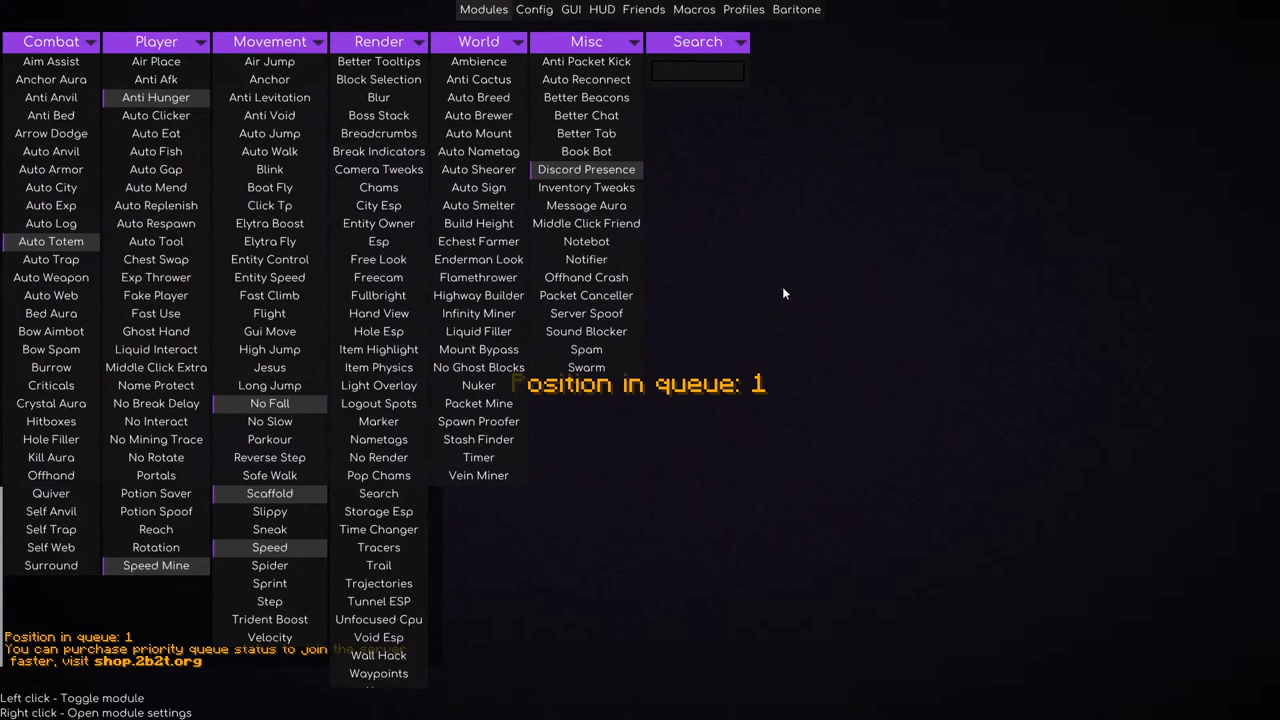 Modules Config GUI HUD Friends Macros Profiles Baritone
Combat
Aim Assist
Anchor Aura
Anti Anvil
Anti Bed
Arrow Dodge
Auto Anvil
Auto Armor
Auto City
Auto Exp
Auto Log
Auto Totem
Auto Trap
Auto Weapon
Auto Web
Bed Aura
Bow Aimbot
Bow Spam
Burrow
Criticals
Crystal Aura
Hitboxes
Hole Filler
Kill Aura
Offhand
Quiver
Self Anvil
Self Trap
Self Web
Surround
Player
Air Place
Anti Afk
Anti Hunger
Auto Clicker
Auto Eat
Auto Fish
Auto Gap
Auto Mend
Auto Replenish
Auto Respawn
Auto Tool
Chest Swap
Exp Thrower
Fake Player
Fast Use
Ghost Hand
Liquid Interact
Middle Click Extra
Name Protect
No Break Delay
No Interact
No Mining Trace
No Rotate
Portals
Potion Saver
Potion Spoof
Reach
Rotation
Speed Mine
Movement
Air Jump
Anchor
Anti Levitation
Anti Void
Auto Jump
Auto Walk
Blink
Boat Fly
Click Tp
Elytra Boost
Elytra Fly
Entity Control
Entity Speed
Fast Climb
Flight
Gui Move
High Jump
Jesus
Long Jump
No Fall
No Slow
Parkour
Reverse Step
Safe Walk
Scaffold
Slippy
Sneak
Speed
Spider
Sprint
Step
Trident Boost
Velocity
Render
Better Tooltips
Block Selection
Blur
Boss Stack
Breadcrumbs
Break Indicators
Camera Tweaks
Chams
City Esp
Entity Owner
Esp
Free Look
Freecam
Fullbright
Hand View
Hole Esp
Item Highlight
Item Physics
Light Overlay
Logout Spots
Marker
Nametags
No Render
Pop Chams
Search
Storage Esp
Time Changer
Tracers
Trail
Trajectories
Tunnel ESP
Unfocused Cpu
Void Esp
Wall Hack
Waypoints
World
Ambience
Anti Cactus
Auto Breed
Auto Brewer
Auto Mount
Auto Nametag
Auto Shearer
Auto Sign
Auto Smelter
Build Height
Echest Farmer
Enderman Look
Flamethrower
Highway Builder
Infinity Miner
Liquid Filler
Mount Bypass
No Ghost Blocks
Nuker
Packet Mine
Spawn Proofer
Stash Finder
Timer
Vein Miner
Misc
Anti Packet Kick
Auto Reconnect
Better Beacons
Better Chat
Better Tab
Book Bot
Discord Presence
Inventory Tweaks
Message Aura
Middle Click Friend
Notebot
Notifier
Offhand Crash
Packet Canceller
Server Spoof
Sound Blocker
Spam
Swarm
Search
Position in queue: 1
Position in queue: 1
You can purchase priority queue status to join the server
faster, visit shop.2b2t.org
Left click - Toggle module
Right click - Open module settings